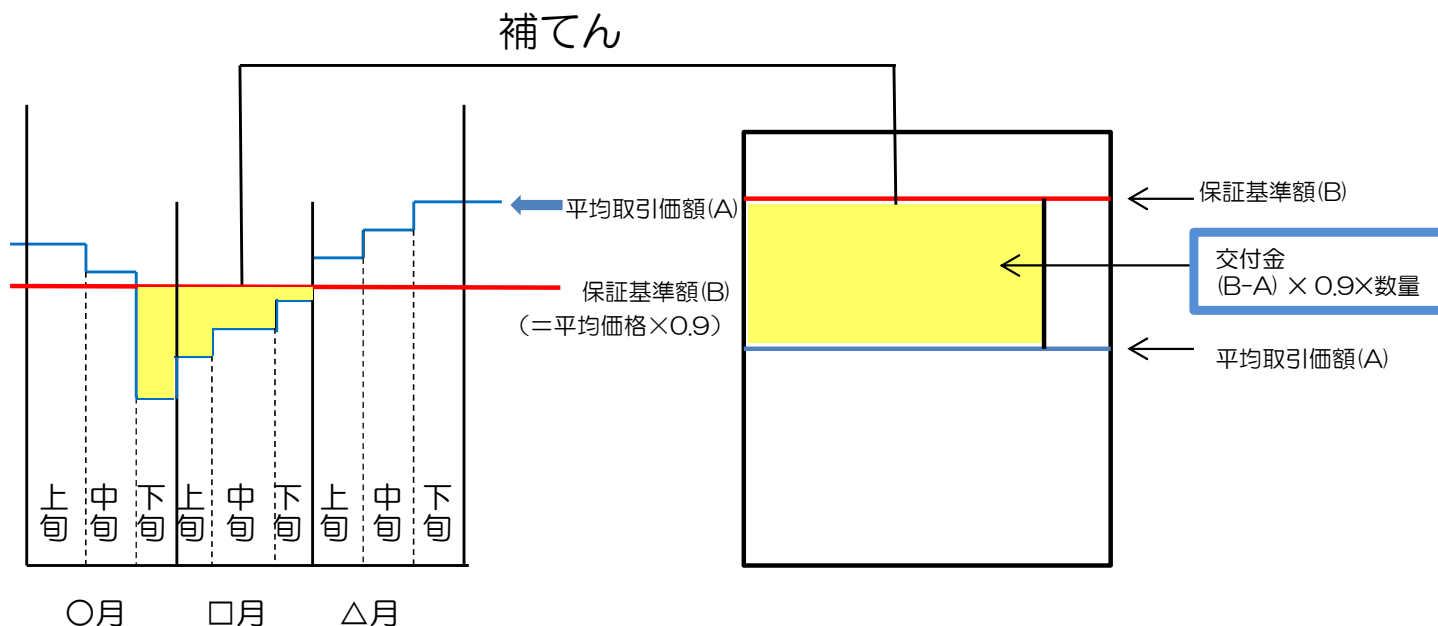 補てん
平均取引価額(A)
保証基準額(B)
（＝平均価格×0.9）
上旬
中旬
下旬
上旬
中旬
下旬
上旬
中旬
下旬
〇月
□月
△月
保証基準額(B)
交付金
(B-A) × 0.9×数量
平均取引価額(A)